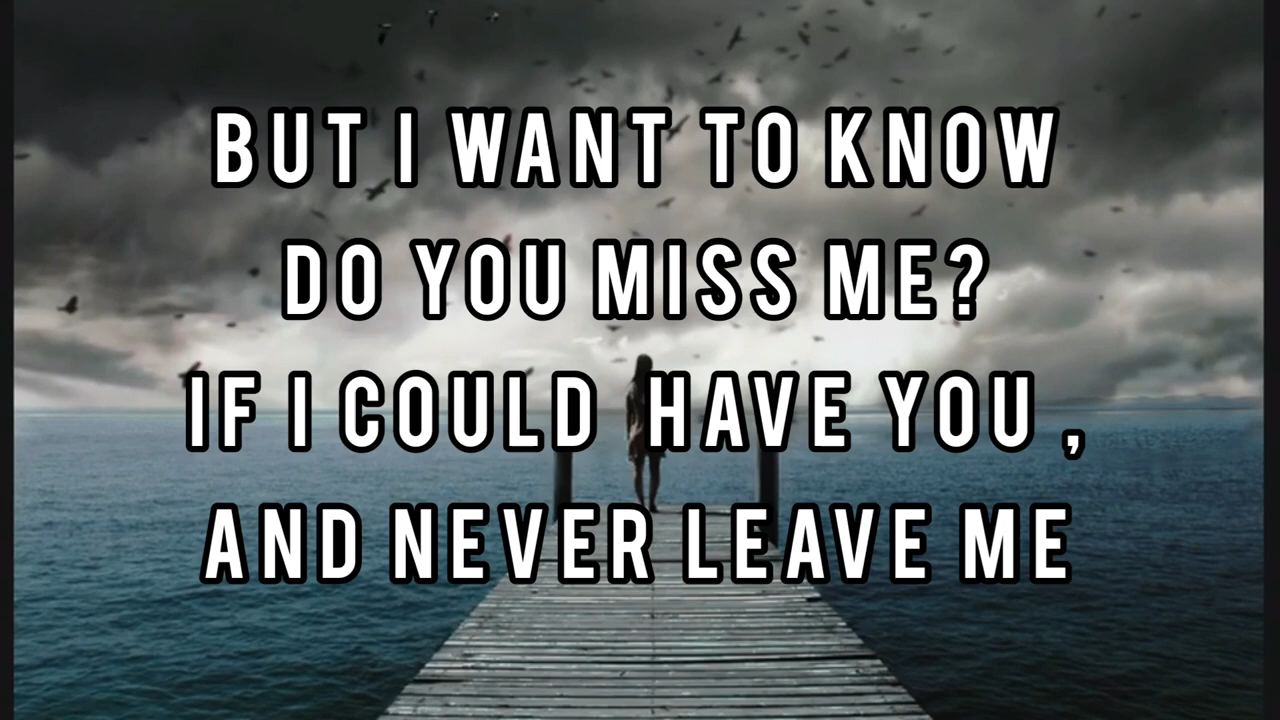 BUT I WANT TO KNOW
DO YOU MISS ME?
IF I COULD HAVE YOU ,
AND NEVER LEAVE ME